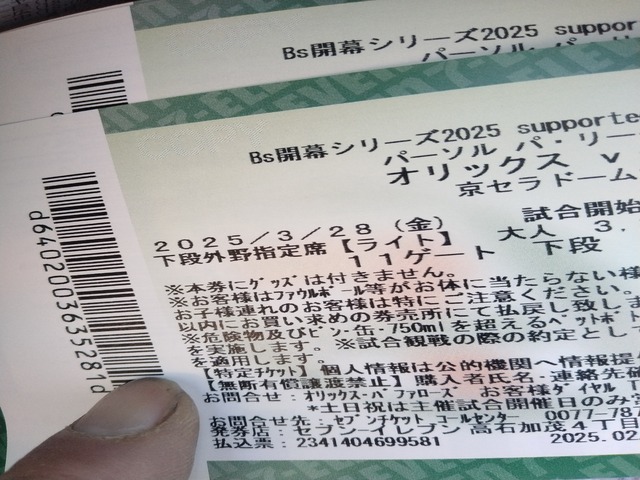 Bs開幕シリーズ2025 suppor
パーソル パ
Bs開幕シリーズ2025 supporte
パーソル パ・リー
オリックス v
京セラドーム
2025/3/28 (金) 試合開始
下段外野指定席【ライト】 大人 3,
11ゲート 下段
※本券にグッズは付きません。
※お客様はファウルボール等がお体に当たらない様
お子様連れのお客様は特にご注意ください。
以内にお買い求めの券売所にて払戻し致しま
※危険物及びビン・缶・750mlを超えるペットボト
を実施します。 ※試合観戦の際の約定とし
を適用します。
【特定チケット】個人情報は公的機関へ情報提
【無断有償譲渡禁止】購入者氏名・連絡先確
お問合せ:オリックス・バファローズ お客様ダイヤル
*土日祝は主催試合開催日のみ営
お問合せ先:セブンチケットコールセンター 0577-787
発券店:セブン-イレブン 高石加茂4丁目
払込票:2341404699581 2025.02
d6402003635281d